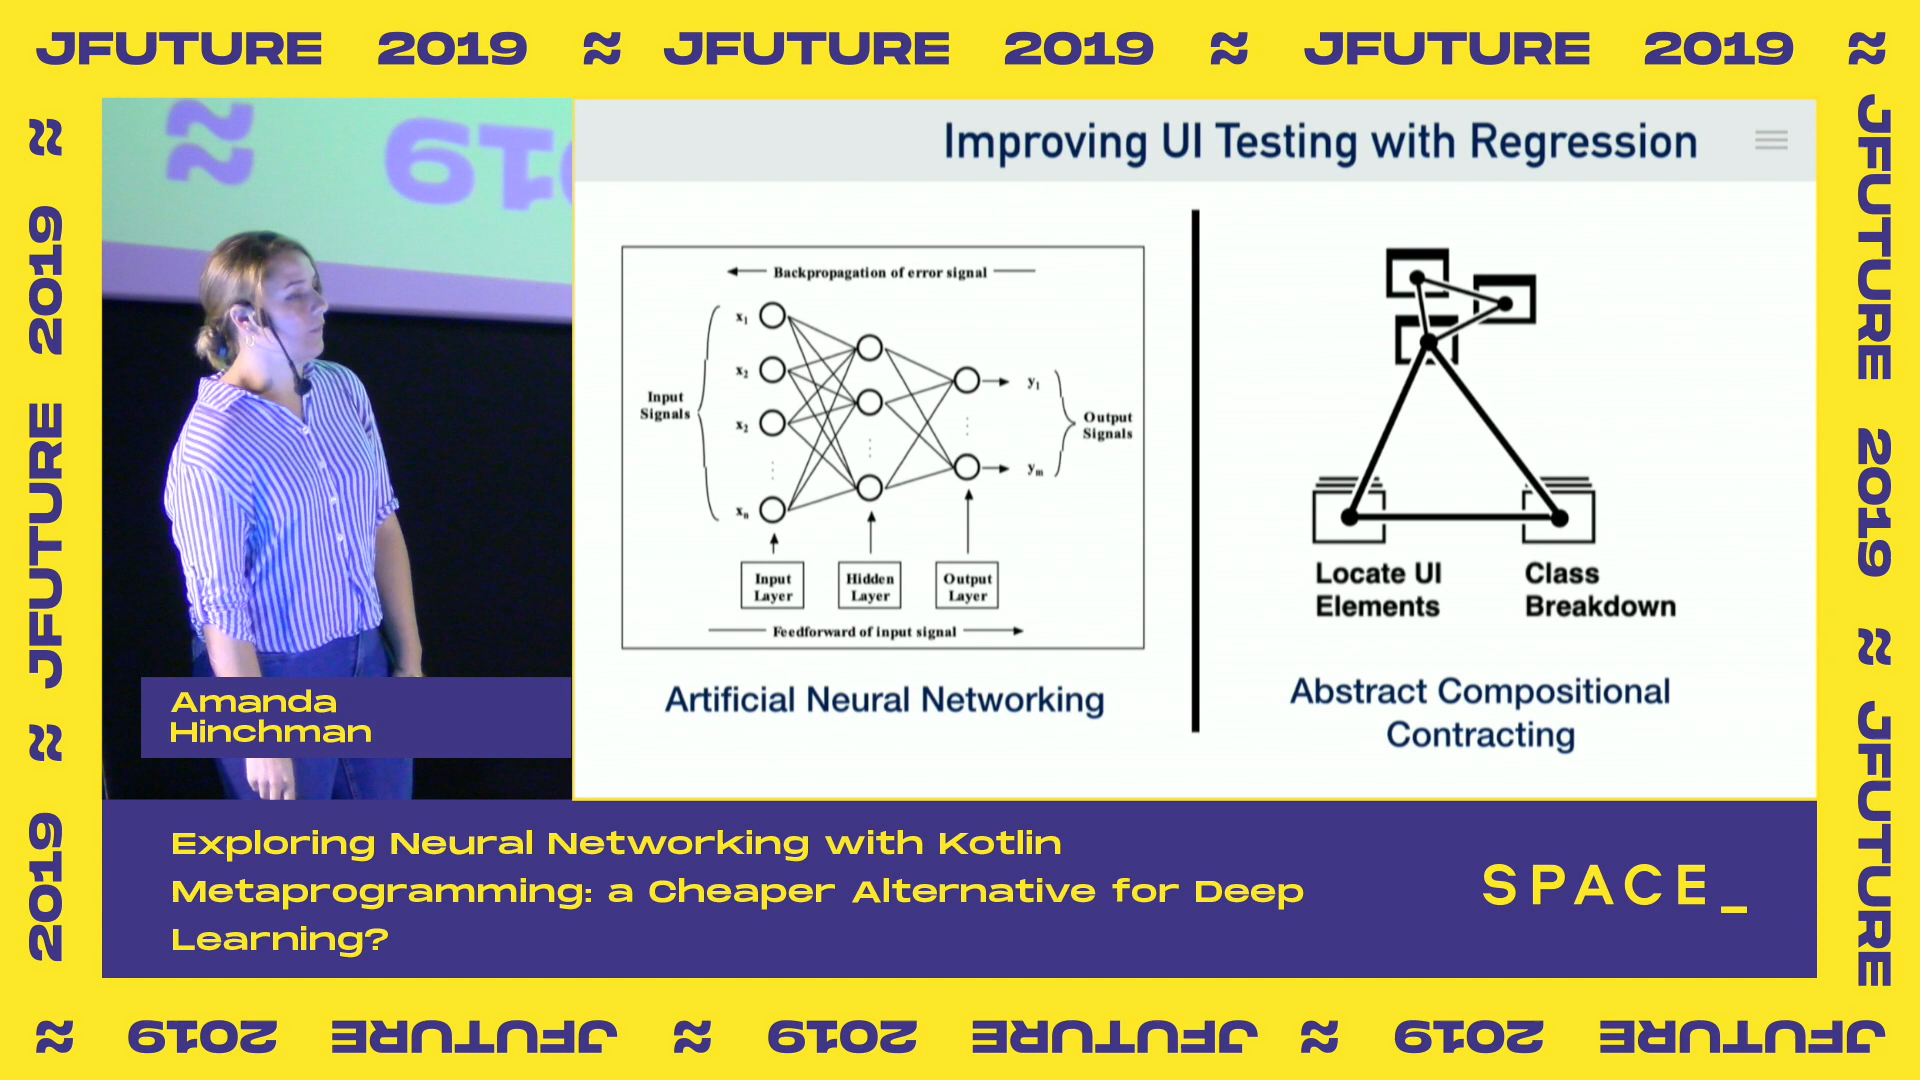 JFUTURE 2019 ≈ JFUTURE 2019 ≈ JFUTURE 2019 ≈
JFUTURE 2019 ≈ JFUTURE
2019 ≈ JFUTURE 2019 ≈
≈ 2019
Improving UI Testing with Regression
Backpropagation of error signal
x1
x2
x2
xn
Input
Signals
y1
ym
Output
Signals
Input
Layer
Hidden
Layer
Output
Layer
Feedforward of input signal
Artificial Neural Networking
Locate UI
Elements
Class
Breakdown
Abstract Compositional
Contracting
Amanda
Hinchman
Exploring Neural Networking with Kotlin
Metaprogramming: a Cheaper Alternative for Deep
Learning?
SPACE_
JFUTURE 2019 ≈ JFUTURE 2019 ≈ JFUTURE 2019 ≈